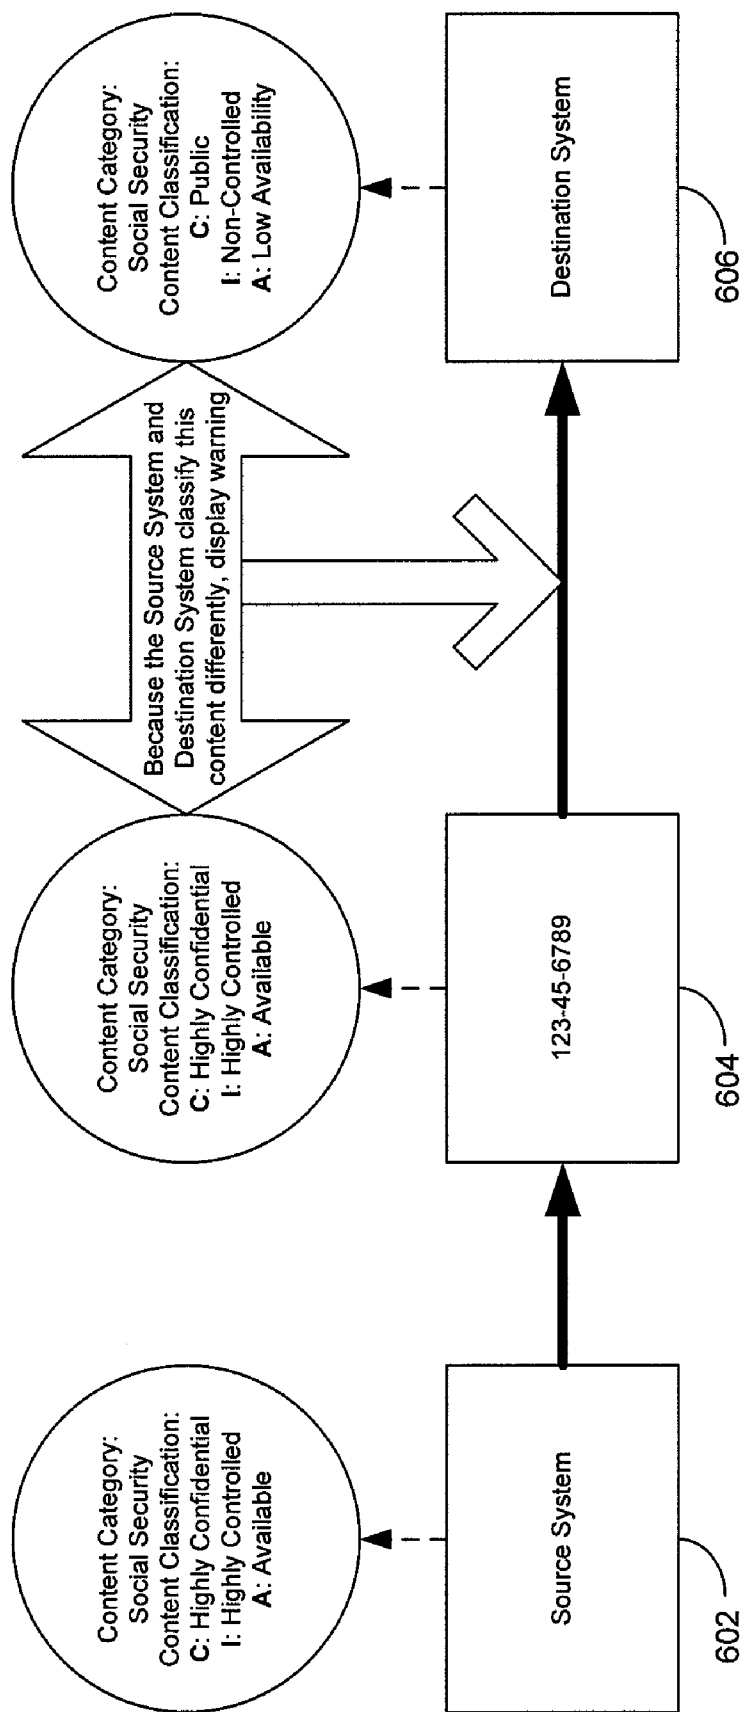 Content Category:
Social Security
Content Classification:
C: Highly Confidential
I: Highly Controlled
A: Available
Content Category:
Social Security
Content Classification:
C: Highly Confidential
I: Highly Controlled
A: Available
Because the Source System and
Destination System classify this
content differently, display warning
Content Category:
Social Security
Content Classification:
C: Public
I: Non-Controlled
A: Low Availability
Source System
123-45-6789
Destination System
602
604
606